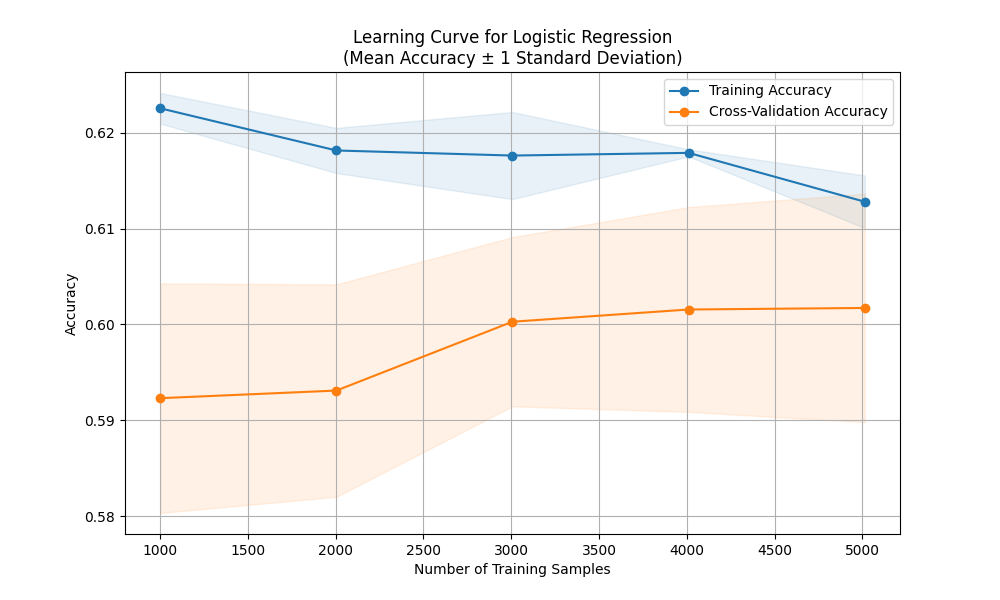 Learning Curve for Logistic Regression
(Mean Accuracy ± 1 Standard Deviation)
Training Accuracy
Cross-Validation Accuracy
Accuracy
0.62
0.61
0.60
0.59
0.58
1000 1500 2000 2500 3000 3500 4000 4500 5000
Number of Training Samples